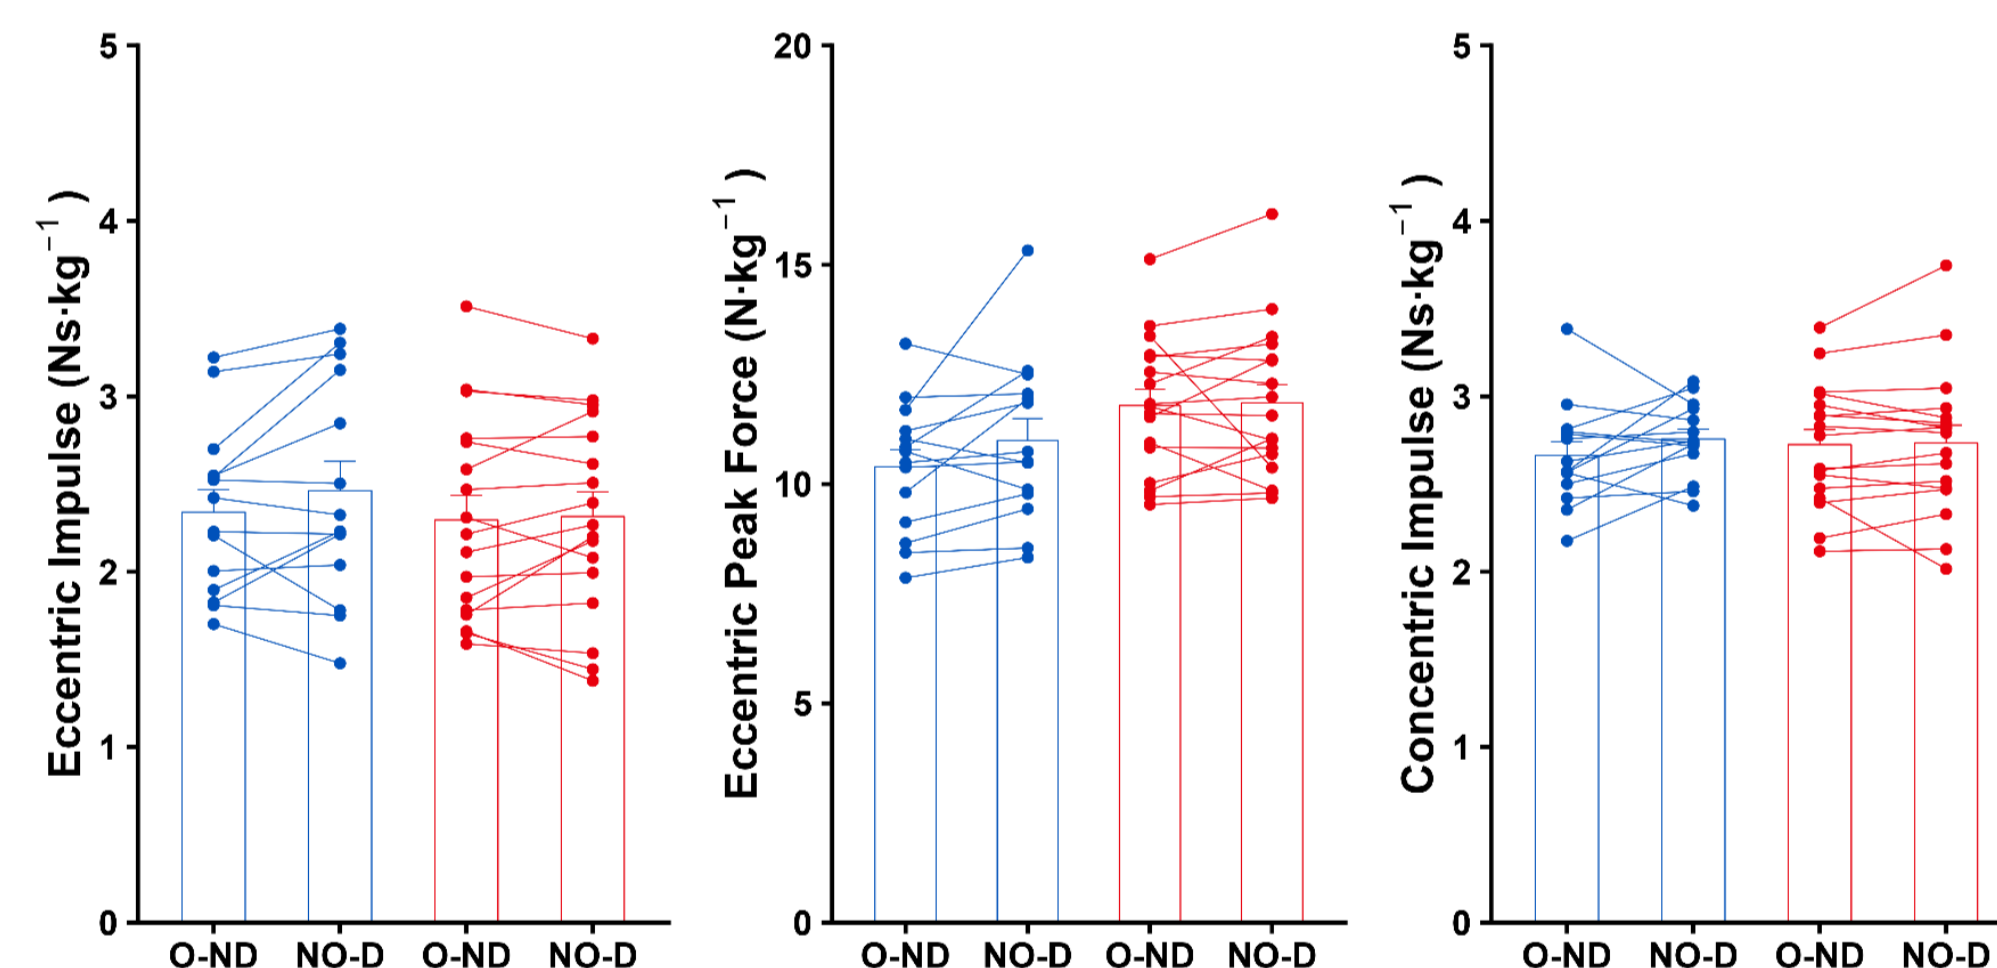 Eccentric Impulse (Ns·kg⁻¹ )
5
4
3
2
1
0
O-ND NO-D O-ND NO-D
Eccentric Peak Force (N·kg⁻¹ )
20
15
10
5
0
O-ND NO-D O-ND NO-D
Concentric Impulse (Ns·kg⁻¹ )
5
4
3
2
1
0
O-ND NO-D O-ND NO-D